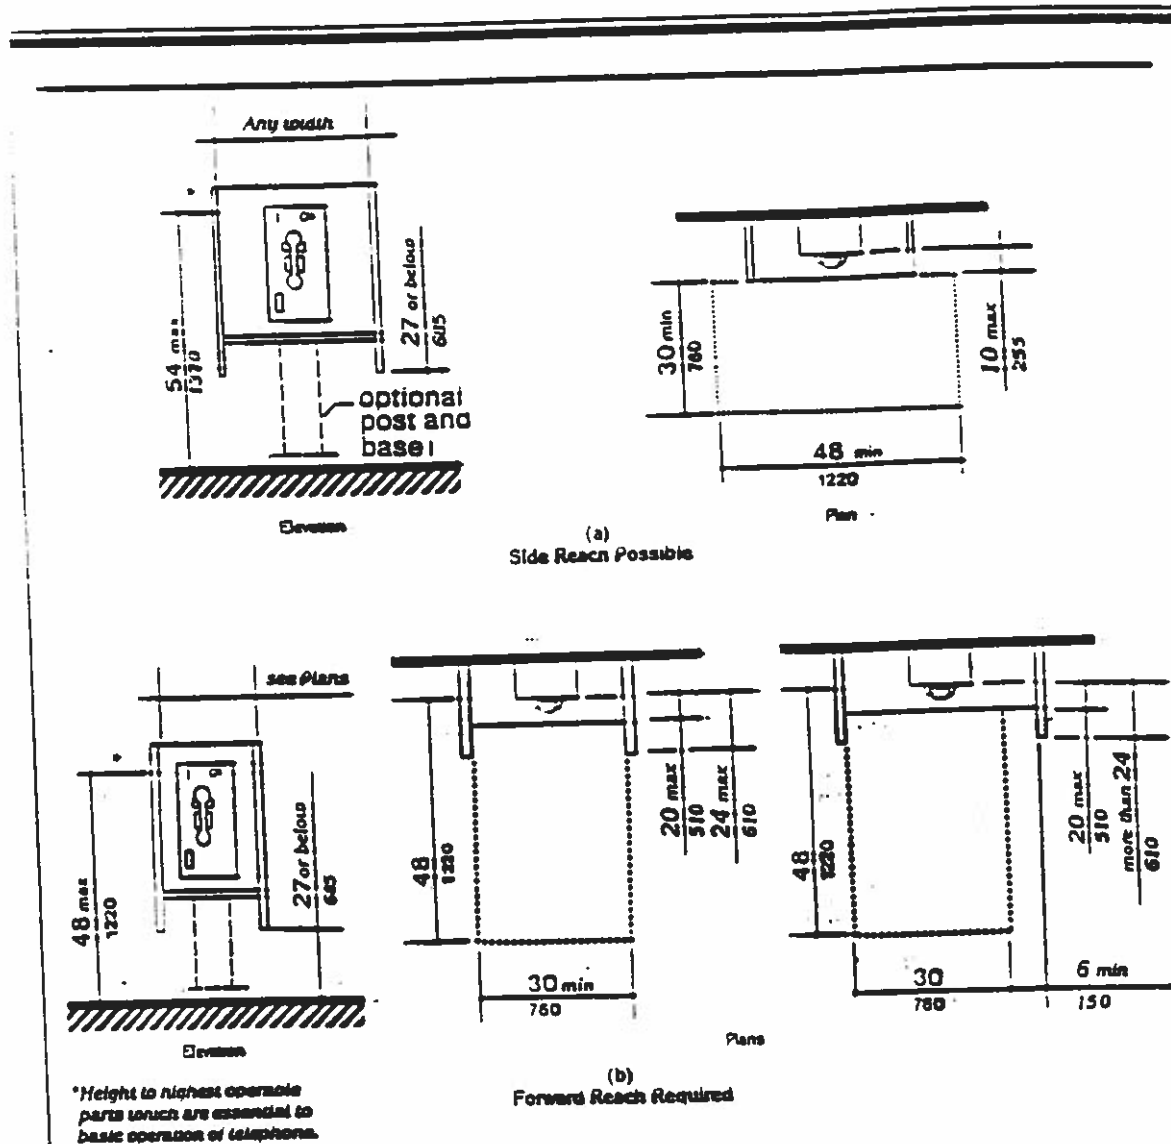 Any width
*
54 max
1370
27 or below
685
optional
post and
base
Elevation
30 min
760
10 max
255
48 min
1220
Plan
(a)
Side Reach Possible
see Plans
*
48 max
1220
27 or below
685
Elevation
48
1220
20 max
510
24 max
610
30 min
760
48
1220
20 max
510
more than 24
610
30
760
6 min
150
Plans
(b)
Forward Reach Required
*Height to highest operable
parts which are essential to
basic operation of telephone.